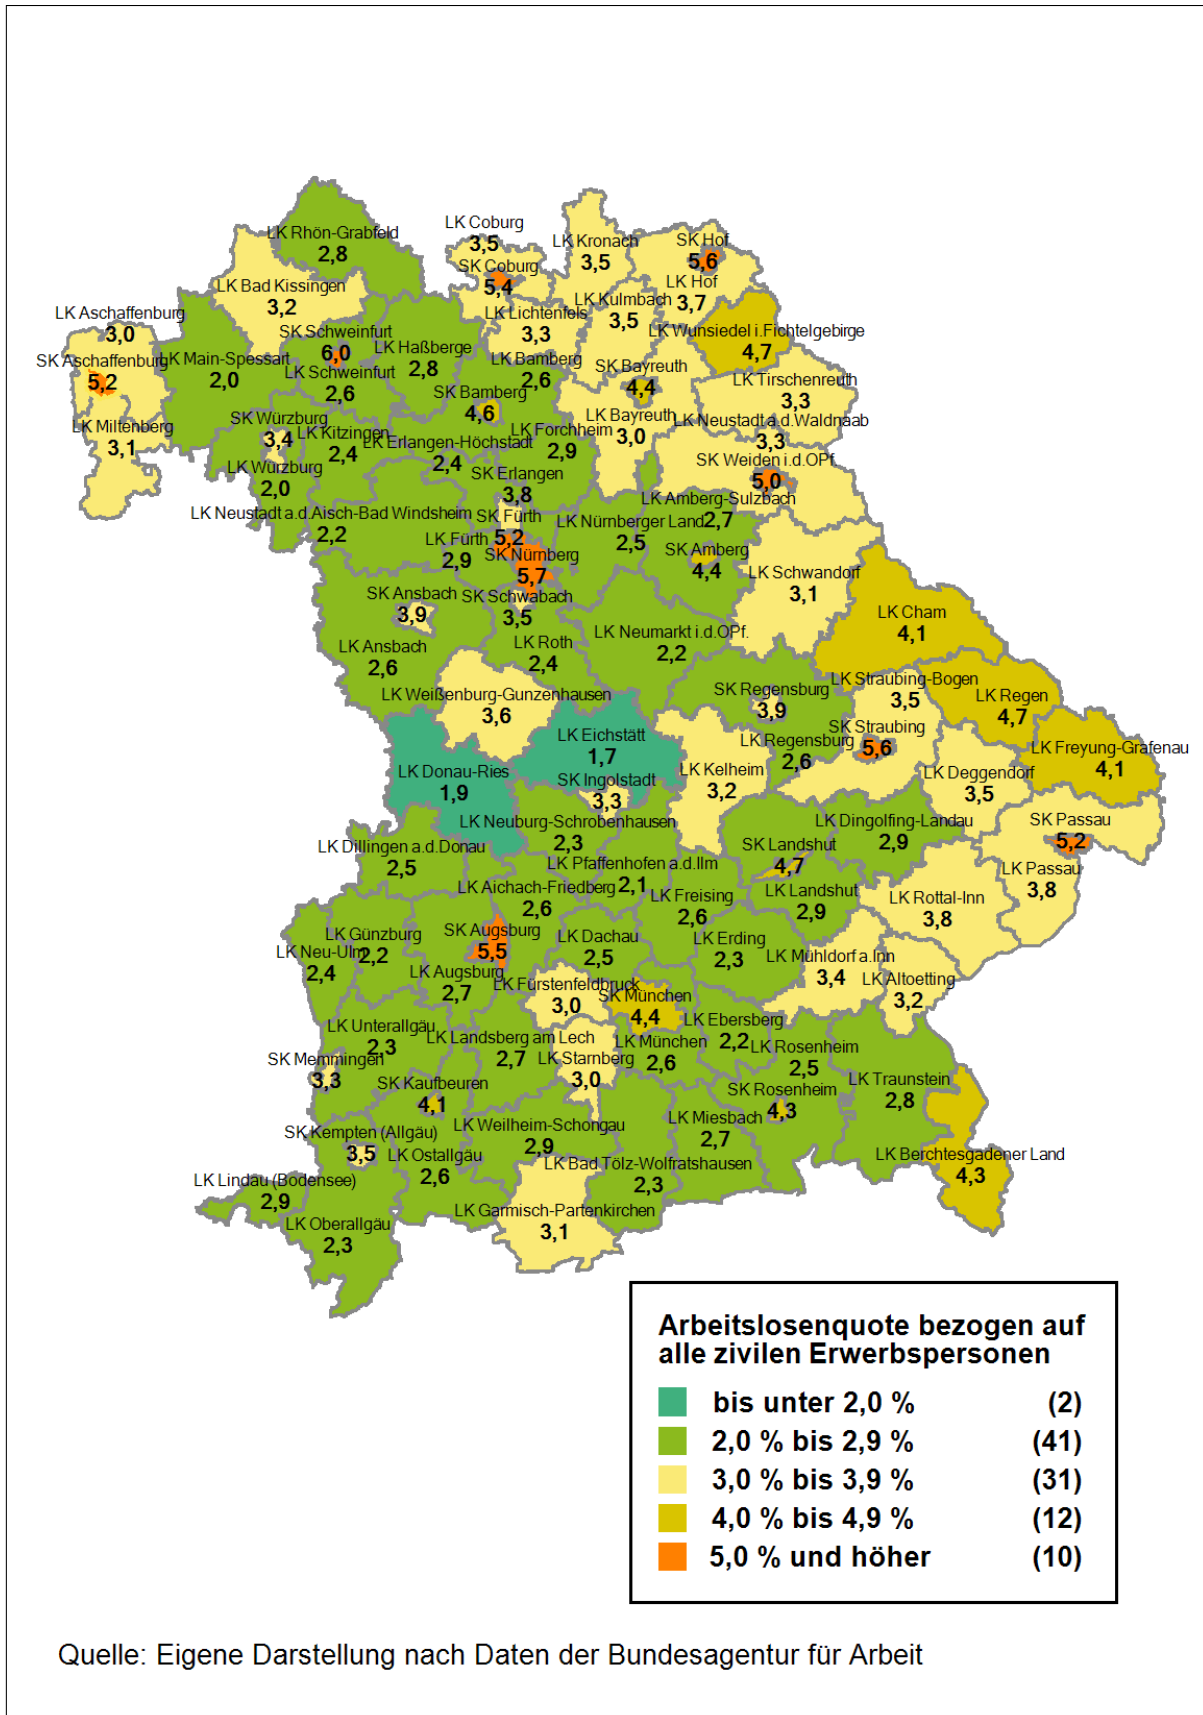 LK Rhön-Grabfeld
2,8
LK Coburg
3,5
SK Coburg
5,4
LK Kronach
3,5
SK Hof
5,6
LK Hof
3,7
LK Bad Kissingen
3,2
LK Kulmbach
3,5
LK Lichtenfels
3,3
LK Wunsiedel i.Fichtelgebirge
4,7
LK Aschaffenburg
3,0
SK Aschaffenburg
5,2
LK Main-Spessart
2,0
SK Schweinfurt
6,0
LK Schweinfurt
2,6
LK Haßberge
2,8
LK Bamberg
2,6
SK Bamberg
4,6
SK Bayreuth
4,4
LK Tirschenreuth
3,3
LK Miltenberg
3,1
SK Würzburg
3,4
LK Würzburg
2,0
LK Kitzingen
2,4
LK Erlangen-Höchstadt
2,4
LK Forchheim
2,9
LK Bayreuth
3,0
LK Neustadt a.d.Waldnaab
3,3
SK Weiden i.d.OPf.
5,0
SK Erlangen
3,8
LK Neustadt a.d.Aisch-Bad Windsheim
2,2
SK Fürth
5,2
LK Fürth
2,9
SK Nürnberg
5,7
LK Nürnberger Land
2,5
LK Amberg-Sulzbach
2,7
SK Amberg
4,4
LK Schwandorf
3,1
SK Ansbach
3,9
SK Schwabach
3,5
LK Ansbach
2,6
LK Roth
2,4
LK Neumarkt i.d.OPf.
2,2
LK Cham
4,1
LK Weißenburg-Gunzenhausen
3,6
SK Regensburg
3,9
LK Regensburg
2,6
LK Straubing-Bogen
3,5
SK Straubing
5,6
LK Regen
4,7
LK Freyung-Grafenau
4,1
LK Eichstätt
1,7
LK Donau-Ries
1,9
SK Ingolstadt
3,3
LK Kelheim
3,2
LK Deggendorf
3,5
LK Neuburg-Schrobenhausen
2,3
LK Dingolfing-Landau
2,9
SK Passau
5,2
LK Passau
3,8
LK Dillingen a.d.Donau
2,5
LK Pfaffenhofen a.d.Ilm
2,1
SK Landshut
4,7
LK Landshut
2,9
LK Rottal-Inn
3,8
LK Aichach-Friedberg
2,6
LK Freising
2,6
LK Günzburg
2,2
LK Neu-Ulm
2,4
SK Augsburg
5,5
LK Augsburg
2,7
LK Dachau
2,5
LK Erding
2,3
LK Mühldorf a.Inn
3,4
LK Altoetting
3,2
LK Fürstenfeldbruck
3,0
SK München
4,4
LK Unterallgäu
2,3
LK Landsberg am Lech
2,7
LK Starnberg
3,0
LK München
2,6
LK Ebersberg
2,2
LK Rosenheim
2,5
SK Memmingen
3,3
SK Kaufbeuren
4,1
SK Rosenheim
4,3
LK Traunstein
2,8
SK Kempten (Allgäu)
3,5
LK Weilheim-Schongau
2,9
LK Miesbach
2,7
LK Berchtesgadener Land
4,3
LK Lindau (Bodensee)
2,9
LK Ostallgäu
2,6
LK Bad Tölz-Wolfratshausen
2,3
LK Oberallgäu
2,3
LK Garmisch-Partenkirchen
3,1
Arbeitslosenquote bezogen auf
alle zivilen Erwerbspersonen
bis unter 2,0 % (2)
2,0 % bis 2,9 % (41)
3,0 % bis 3,9 % (31)
4,0 % bis 4,9 % (12)
5,0 % und höher (10)
Quelle: Eigene Darstellung nach Daten der Bundesagentur für Arbeit